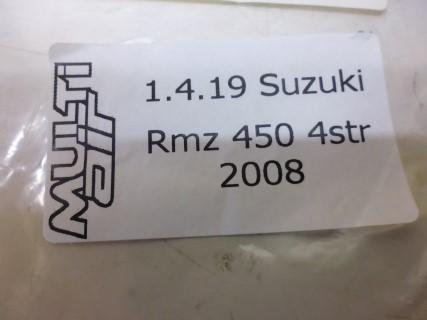 MULTI
air
1.4.19 Suzuki
Rmz 450 4str
2008